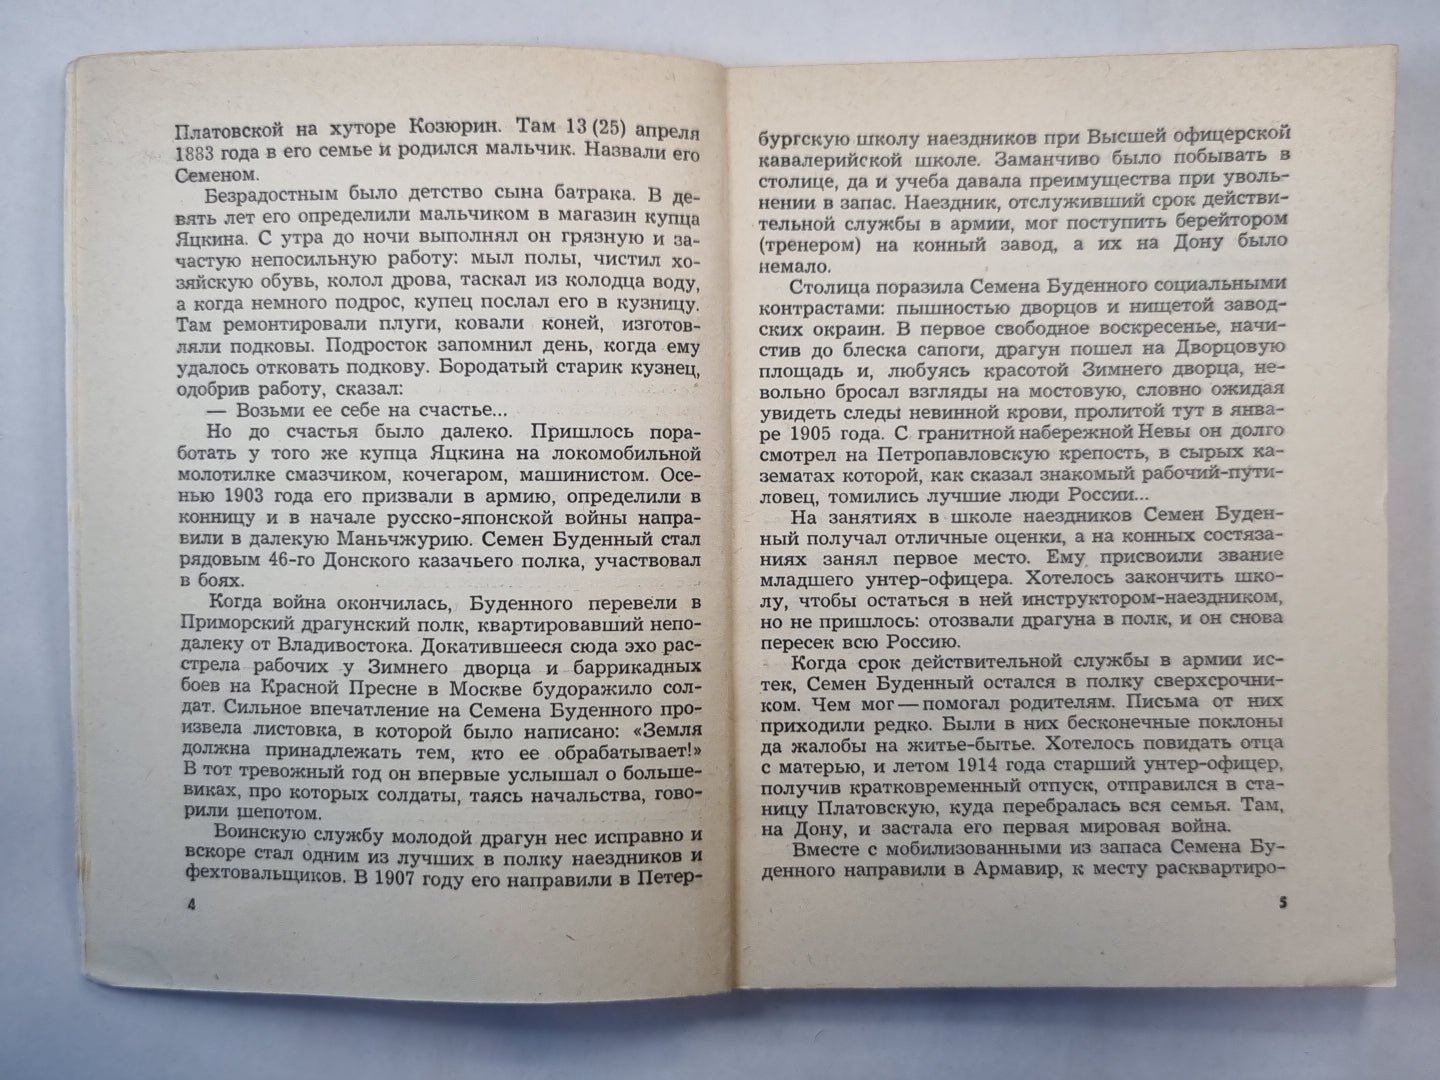 Платовской на хуторе Козюрин. Там 13 (25) апреля
1883 года в его семье и родился мальчик. Назвали его
Семеном.
Безрадостным было детство сына батрака. В де-
вять лет его определили мальчиком в магазин купца
Яцкина. С утра до ночи выполнял он грязную и за-
частую непосильную работу: мыл полы, чистил хо-
зяйскую обувь, колол дрова, таскал из колодца воду,
а когда немного подрос, купец послал его в кузницу.
Там ремонтировали плуги, ковали коней, изготов-
ляли подковы. Подросток запомнил день, когда ему
удалось отковать подкову. Бородатый старик кузнец,
одобрив работу, сказал:
— Возьми ее себе на счастье...
Но до счастья было далеко. Пришлось пора-
ботать у того же купца Яцкина на локомобильной
молотилке смазчиком, кочегаром, машинистом. Осе-
нью 1903 года его призвали в армию, определили в
конницу и в начале русско-японской войны напра-
вили в далекую Маньчжурию. Семен Буденный стал
рядовым 46-го Донского казачьего полка, участвовал
в боях.
Когда война окончилась, Буденного перевели в
Приморский драгунский полк, квартировавший непо-
далеку от Владивостока. Докатившееся сюда эхо рас-
стрела рабочих у Зимнего дворца и баррикадных
боев на Красной Пресне в Москве будоражило сол-
дат. Сильное впечатление на Семена Буденного про-
извела листовка, в которой было написано: «Земля
должна принадлежать тем, кто ее обрабатывает!»
В тот тревожный год он впервые услышал о больше-
виках, про которых солдаты, таясь начальства, гово-
рили шепотом.
Воинскую службу молодой драгун нес исправно и
вскоре стал одним из лучших в полку наездников и
фехтовальщиков. В 1907 году его направили в Петер-
4
бургскую школу наездников при Высшей офицерской
кавалерийской школе. Заманчиво было побывать в
столице, да и учеба давала преимущества при уволь-
нении в запас. Наездник, отслуживший срок действи-
тельной службы в армии, мог поступить берейтором
(тренером) на конный завод, а их на Дону было
немало.
Столица поразила Семена Буденного социальными
контрастами: пышностью дворцов и нищетой завод-
ских окраин. В первое свободное воскресенье, начи-
стив до блеска сапоги, драгун пошел на Дворцовую
площадь и, любуясь красотой Зимнего дворца, не-
вольно бросал взгляды на мостовую, словно ожидая
увидеть следы невинной крови, пролитой тут в янва-
ре 1905 года. С гранитной набережной Невы он долго
смотрел на Петропавловскую крепость, в сырых ка-
зематах которой, как сказал знакомый рабочий-пути-
ловец, томились лучшие люди России...
На занятиях в школе наездников Семен Буден-
ный получал отличные оценки, а на конных состяза-
ниях занял первое место. Ему присвоили звание
младшего унтер-офицера. Хотелось закончить шко-
лу, чтобы остаться в ней инструктором-наездником,
но не пришлось: отозвали драгуна в полк, и он снова
пересек всю Россию.
Когда срок действительной службы в армии ис-
тек, Семен Буденный остался в полку сверхсрочни-
ком. Чем мог — помогал родителям. Письма от них
приходили редко. Были в них бесконечные поклоны
да жалобы на житье-бытье. Хотелось повидать отца
с матерью, и летом 1914 года старший унтер-офицер,
получив кратковременный отпуск, отправился в ста-
ницу Платовскую, куда перебралась вся семья. Там,
на Дону, и застала его первая мировая война.
Вместе с мобилизованными из запаса Семена Бу-
денного направили в Армавир, к месту расквартиро-
5